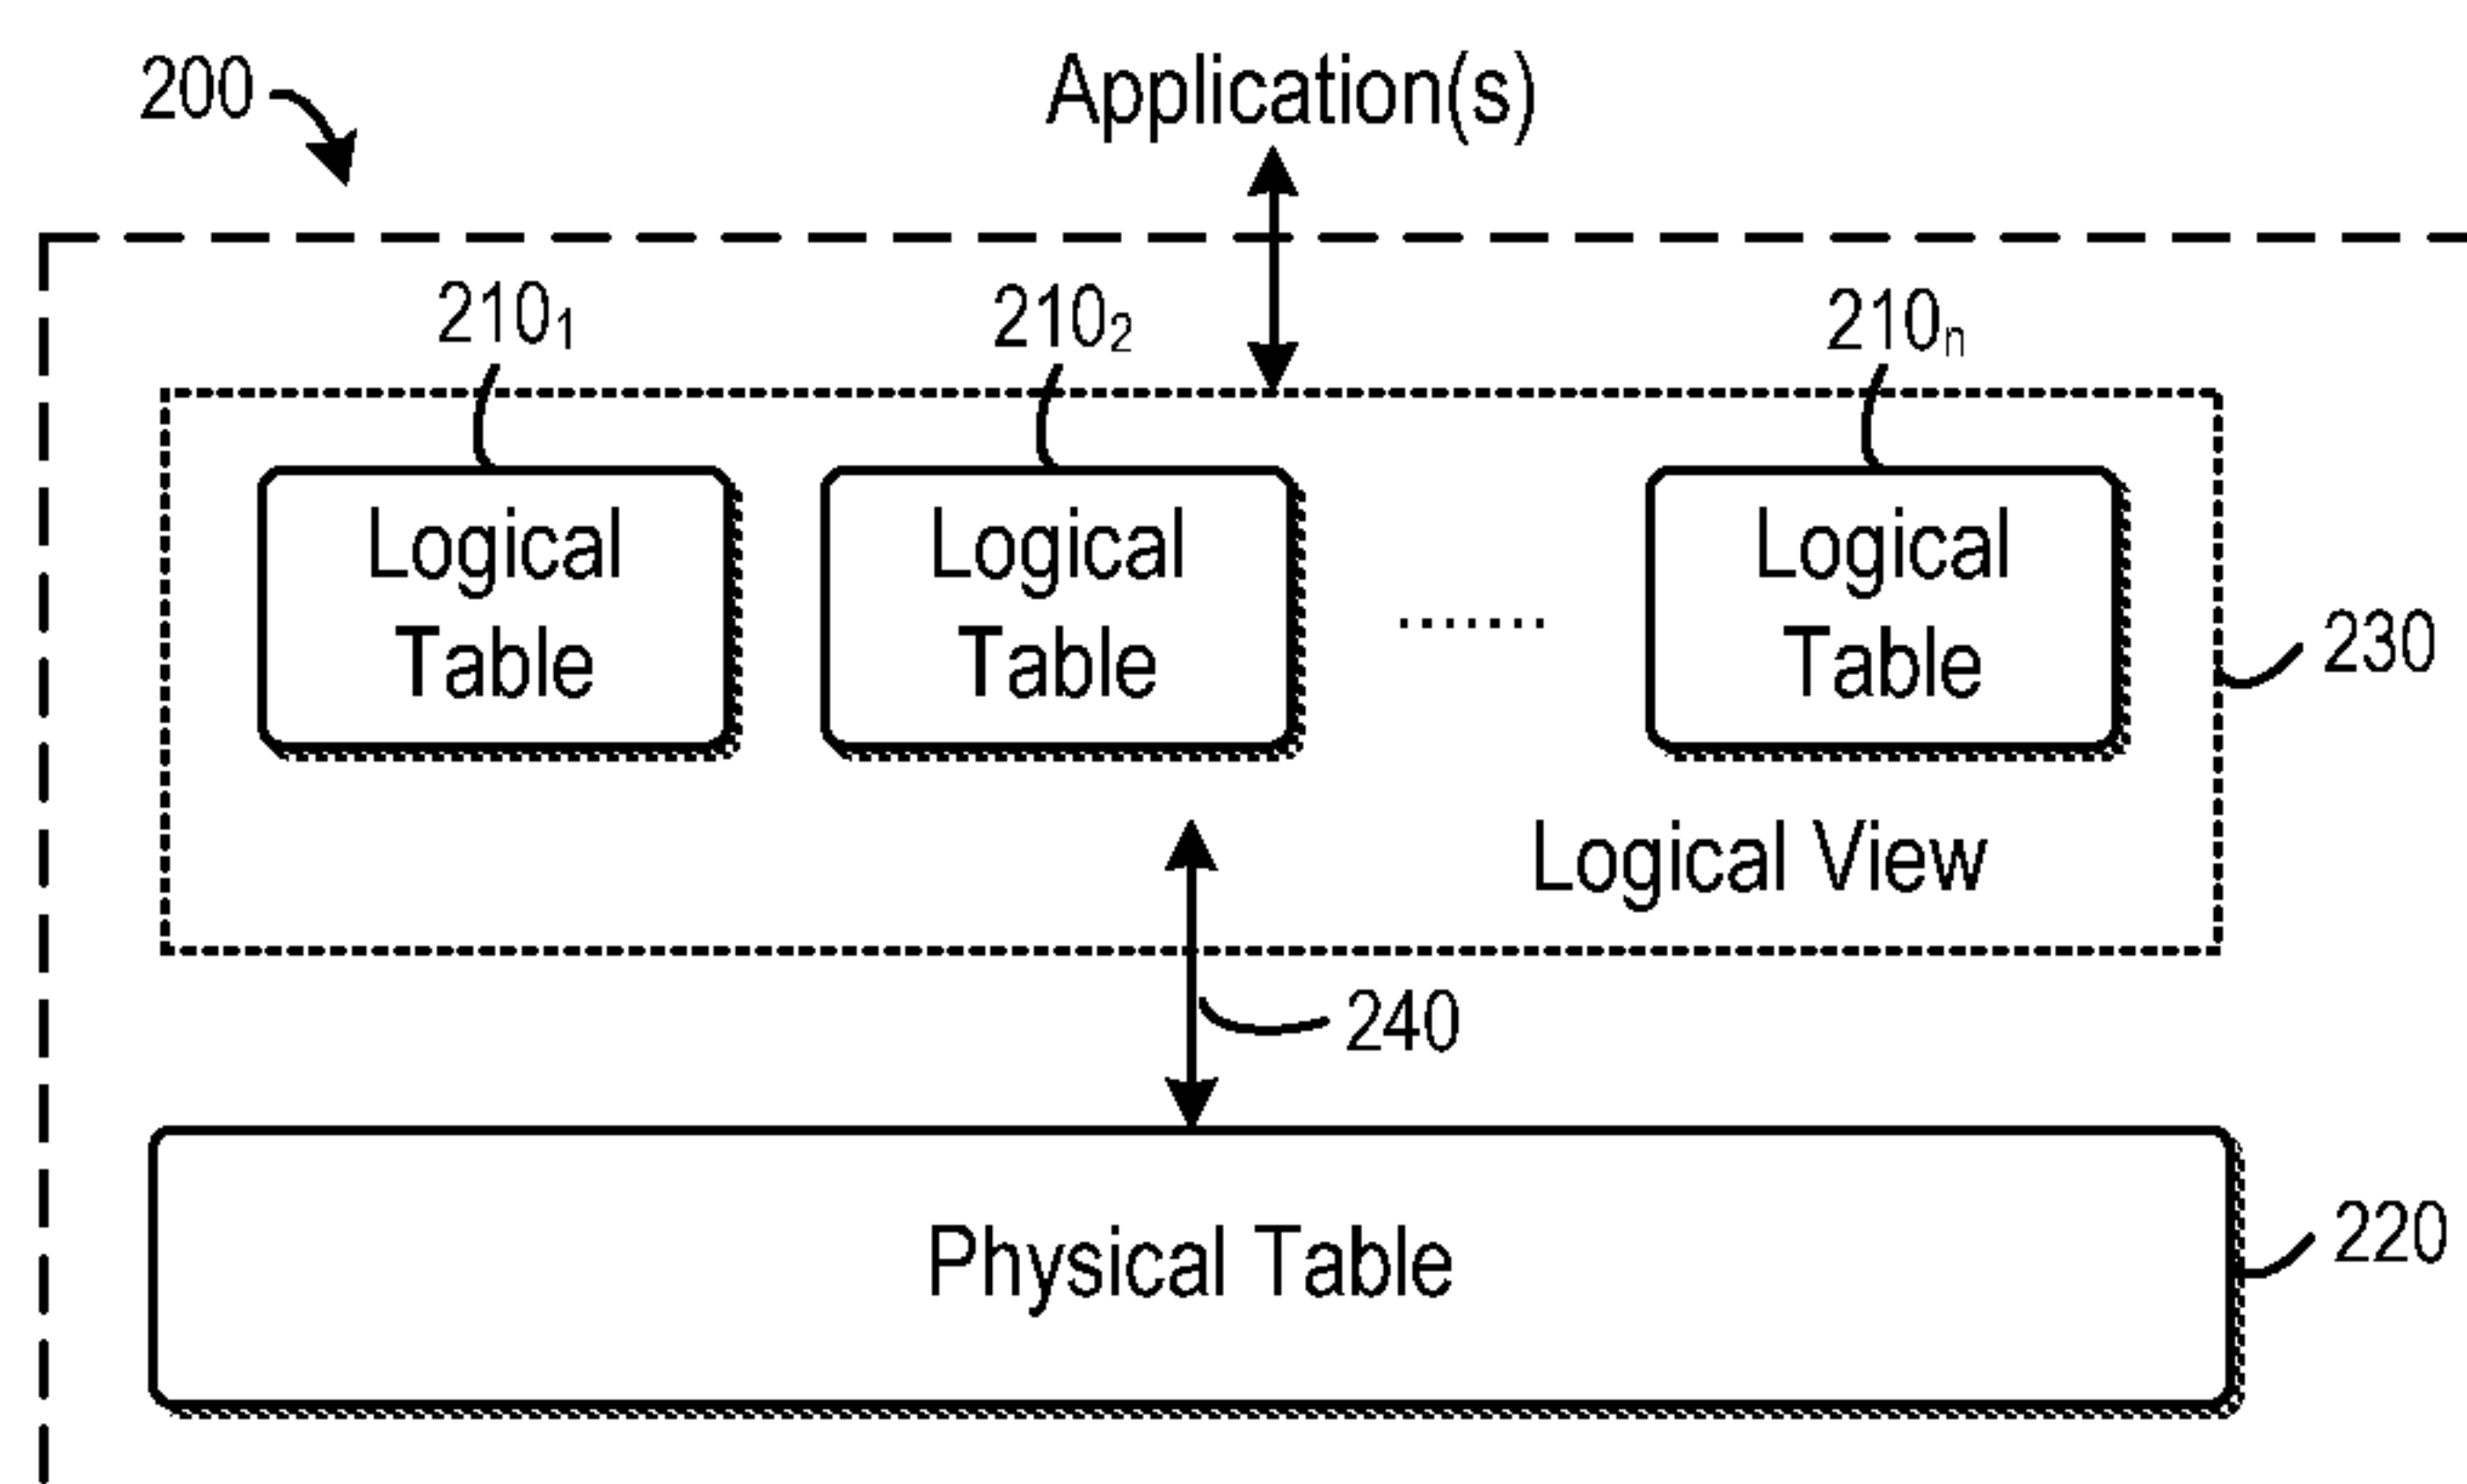 200
Application(s)
210₁
210₂
210ₙ
Logical
Table
Logical
Table
.......
Logical
Table
230
Logical View
240
Physical Table
220